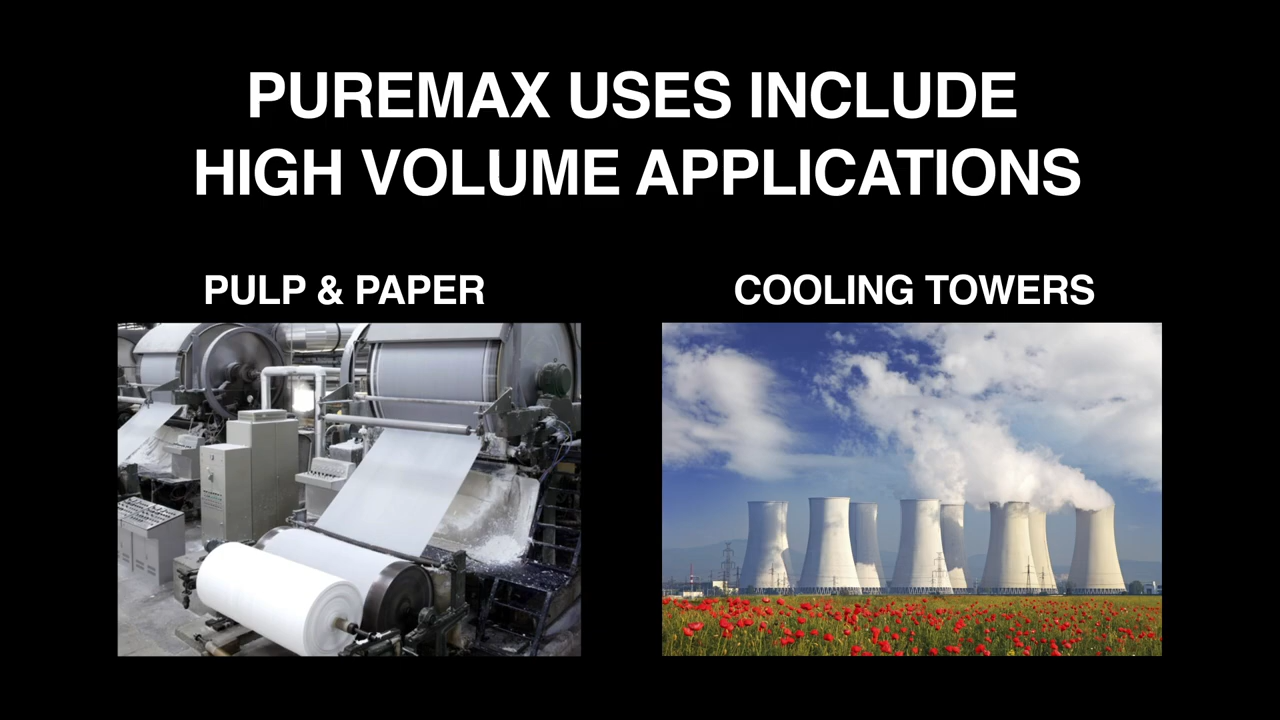 PUREMAX USES INCLUDE
HIGH VOLUME APPLICATIONS
PULP & PAPER
COOLING TOWERS